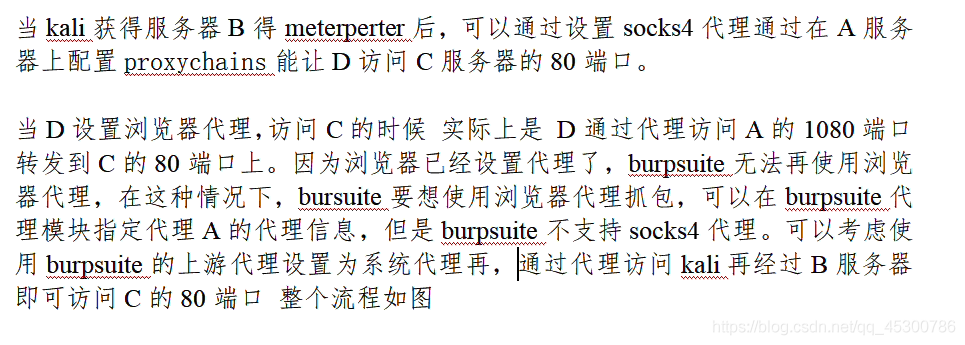 当 kali 获得服务器 B 得 meterperter 后，可以通过设置 socks4 代理通过在 A 服务
器上配置 proxychains 能让 D 访问 C 服务器的 80 端口。
当 D 设置浏览器代理，访问 C 的时候 实际上是 D 通过代理访问 A 的 1080 端口
转发到 C 的 80 端口上。因为浏览器已经设置代理了，burpsuite 无法再使用浏览
器代理，在这种情况下，bursuite 要想使用浏览器代理抓包，可以在 burpsuite 代
理模块指定代理 A 的代理信息，但是 burpsuite 不支持 socks4 代理。可以考虑使
用 burpsuite 的上游代理设置为系统代理再，通过代理访问 kali 再经过 B 服务器
即可访问 C 的 80 端口 整个流程如图
https://blog.csdn.net/qq_45300786